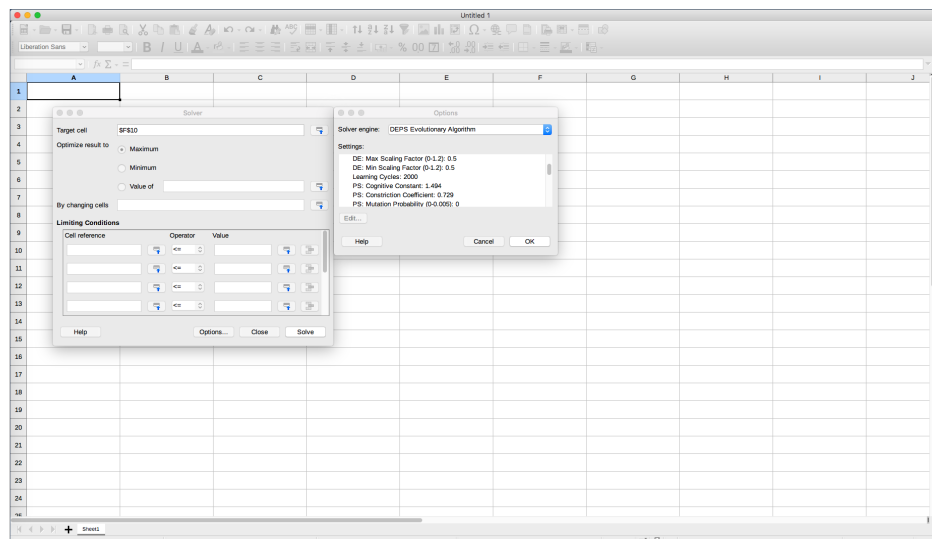 Untitled 1
Liberation Sans
A B C D E F G H I J
1
2
3
4
5
6
7
8
9
10
11
12
13
14
15
16
17
18
19
20
21
22
23
24
Solver
Target cell $F$10
Optimize result to Maximum
Minimum
Value of
By changing cells
Limiting Conditions
Cell reference Operator Value
<=
<=
<=
<=
Help Options... Close Solve
Options
Solver engine: DEPS Evolutionary Algorithm
Settings:
DE: Max Scaling Factor (0-1.2): 0.5
DE: Min Scaling Factor (0-1.2): 0.5
Learning Cycles: 2000
PS: Cognitive Constant: 1.494
PS: Constriction Coefficient: 0.729
PS: Mutation Probability (0-0.005): 0
Edit...
Help Cancel OK
Sheet1